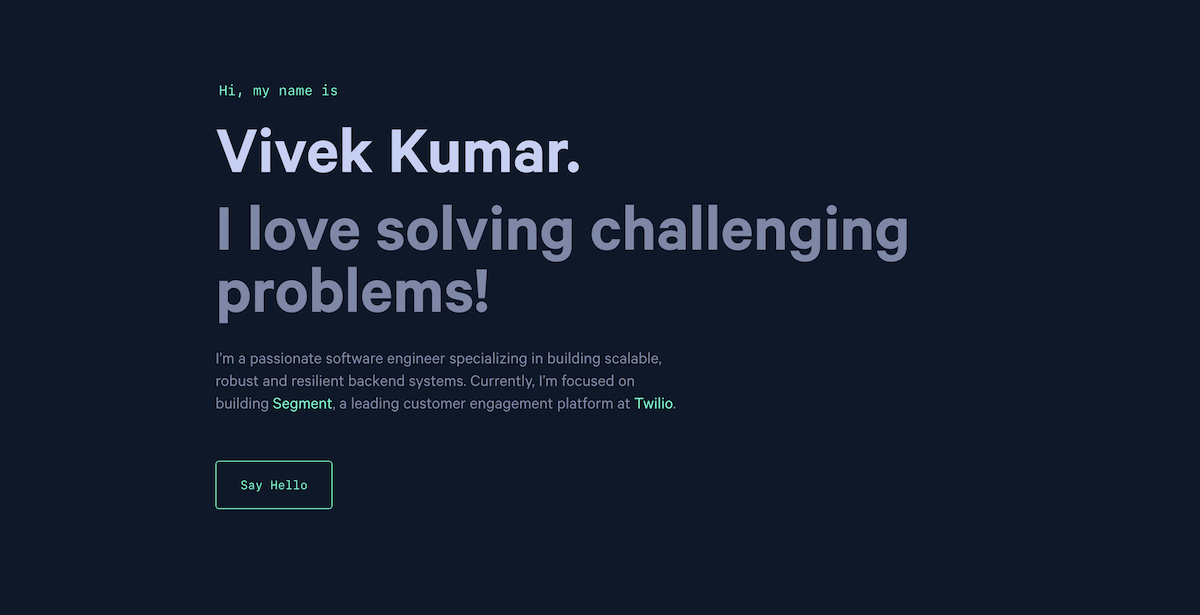 Hi, my name is
Vivek Kumar.
I love solving challenging
problems!
I’m a passionate software engineer specializing in building scalable,
robust and resilient backend systems. Currently, I’m focused on
building Segment, a leading customer engagement platform at Twilio.
Say Hello